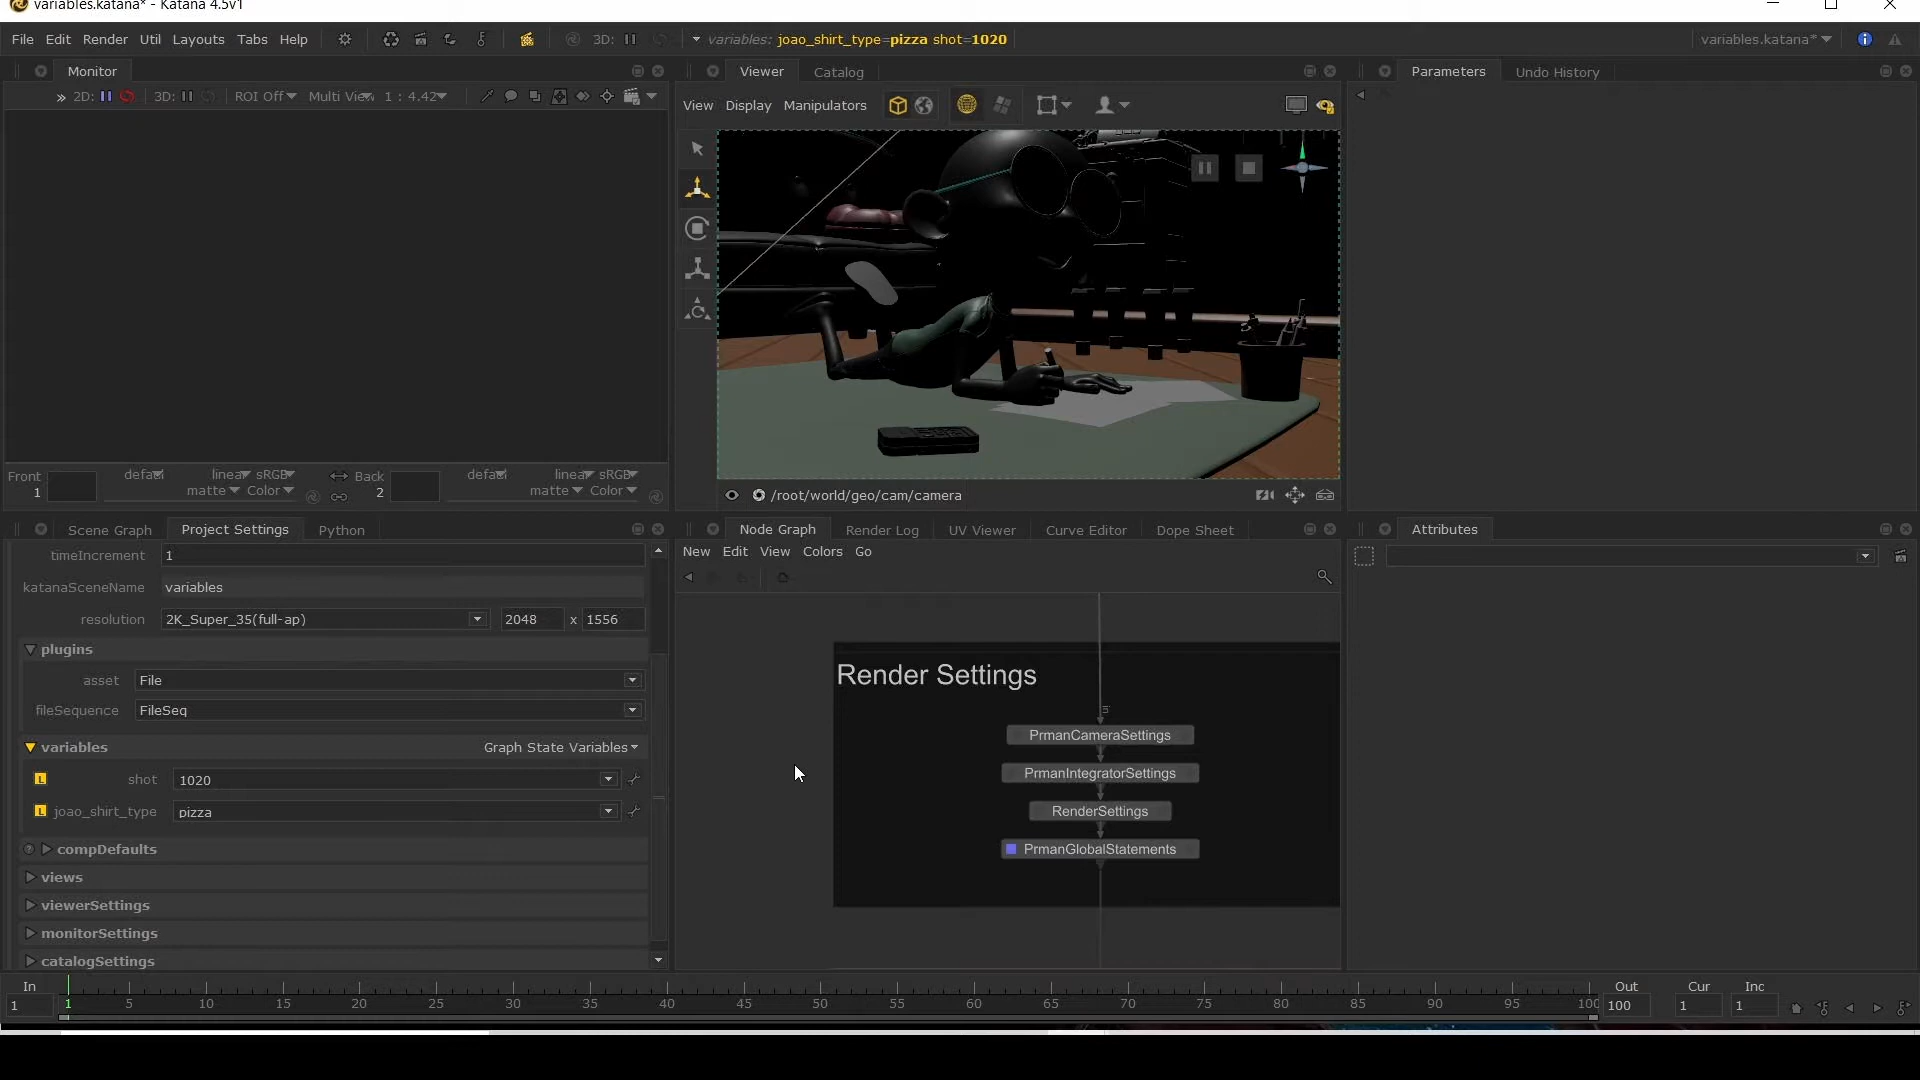 variables.katana* - Katana 4.5v1
File Edit Render Util Layouts Tabs Help 3D: variables: joao_shirt_type=pizza shot=1020 variables.katana*
Monitor
Viewer Catalog
Parameters Undo History
2D: 3D: ROI Off Multi View 1 : 4.42
View Display Manipulators
/root/world/geo/cam/camera
Front defaul linear sRGB Back defaul linear sRGB
1 matte Color 2 matte Color
Scene Graph Project Settings Python
Node Graph Render Log UV Viewer Curve Editor Dope Sheet
Attributes
New Edit View Colors Go
timeIncrement 1
katanaSceneName variables
resolution 2K_Super_35(full-ap) 2048 x 1556
plugins
asset File
fileSequence FileSeq
variables Graph State Variables
L shot 1020
L joao_shirt_type pizza
compDefaults
views
viewerSettings
monitorSettings
catalogSettings
Render Settings
PrmanCameraSettings
PrmanIntegratorSettings
RenderSettings
PrmanGlobalStatements
In Out Cur Inc
1 1 5 10 15 20 25 30 35 40 45 50 55 60 65 70 75 80 85 90 95 100 100 1 1